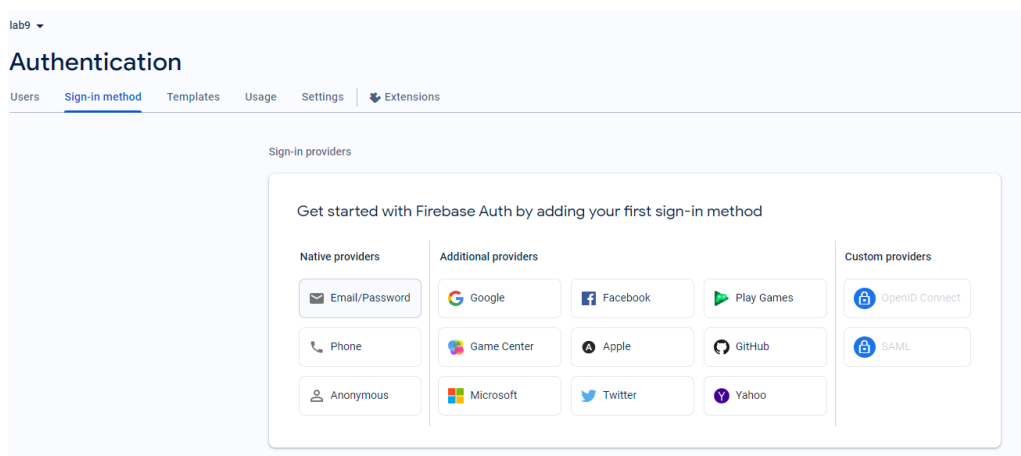 lab9
Authentication
Users Sign-in method Templates Usage Settings Extensions
Sign-in providers
Get started with Firebase Auth by adding your first sign-in method
Native providers Additional providers Custom providers
Email/Password Google Facebook Play Games OpenID Connect
Phone Game Center Apple GitHub SAML
Anonymous Microsoft Twitter Yahoo